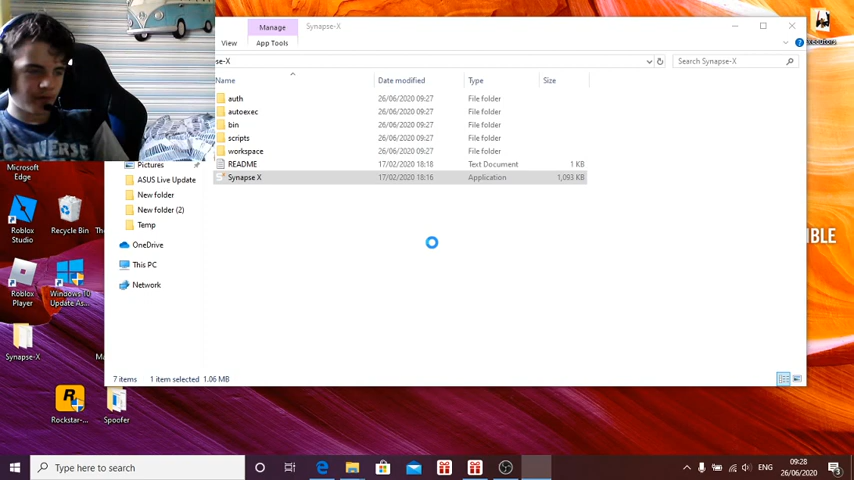 Manage
Synapse-X
View
App Tools
se-X
Search Synapse-X
Name
Date modified
Type
Size
auth
26/06/2020 09:27
File folder
autoexec
26/06/2020 09:27
File folder
bin
26/06/2020 09:27
File folder
scripts
26/06/2020 09:27
File folder
workspace
26/06/2020 09:27
File folder
README
17/02/2020 18:18
Text Document
1 KB
Synapse X
17/02/2020 18:16
Application
1,093 KB
Pictures
ASUS Live Update
New folder
New folder (2)
Temp
OneDrive
This PC
Network
7 items
1 item selected
1.06 MB
Microsoft
Edge
Roblox
Studio
Recycle Bin
Roblox
Player
Windows 10
Update As...
Synapse-X
Rockstar-...
Spoofer
IBLE
Type here to search
ENG
09:28
26/06/2020
3